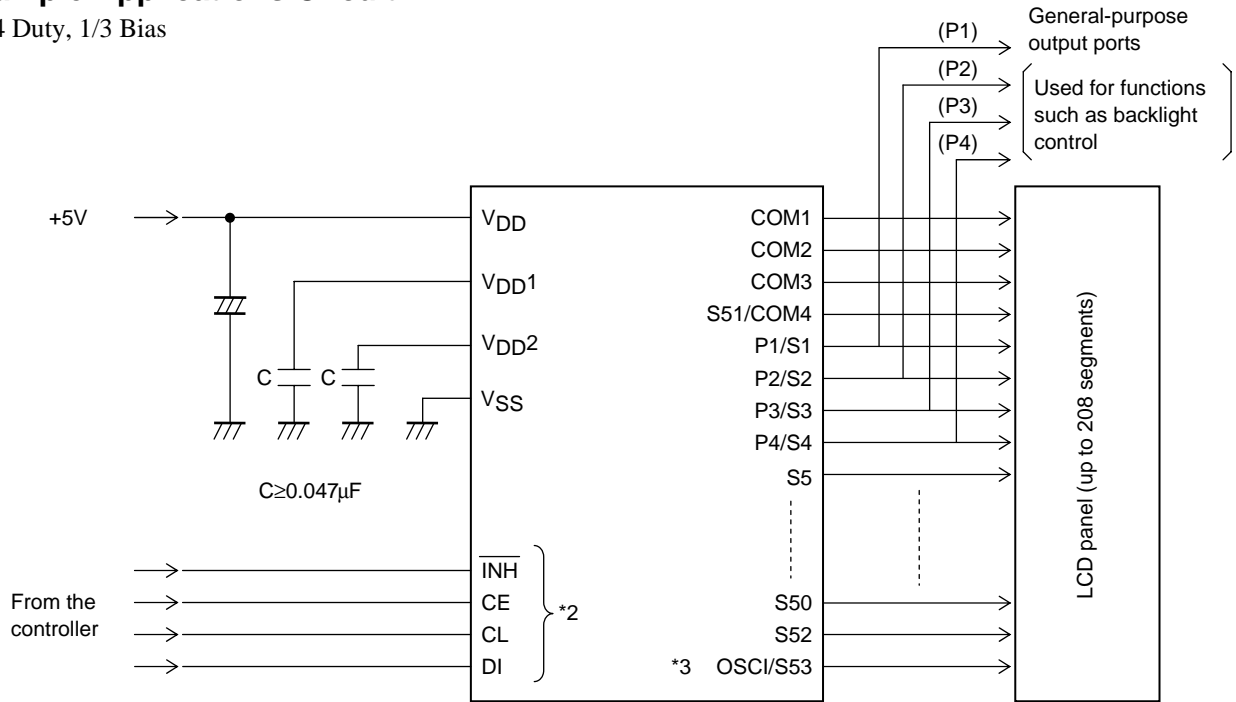 4 Duty, 1/3 Bias
General-purpose
output ports
(P1)
(P2)
(P3)
(P4)
Used for functions
such as backlight
control
+5V
VDD
VDD1
VDD2
VSS
C
C
C≥0.047μF
COM1
COM2
COM3
S51/COM4
P1/S1
P2/S2
P3/S3
P4/S4
S5
S50
S52
*3 OSCI/S53
From the
controller
INH
CE
CL
DI
*2
LCD panel (up to 208 segments)